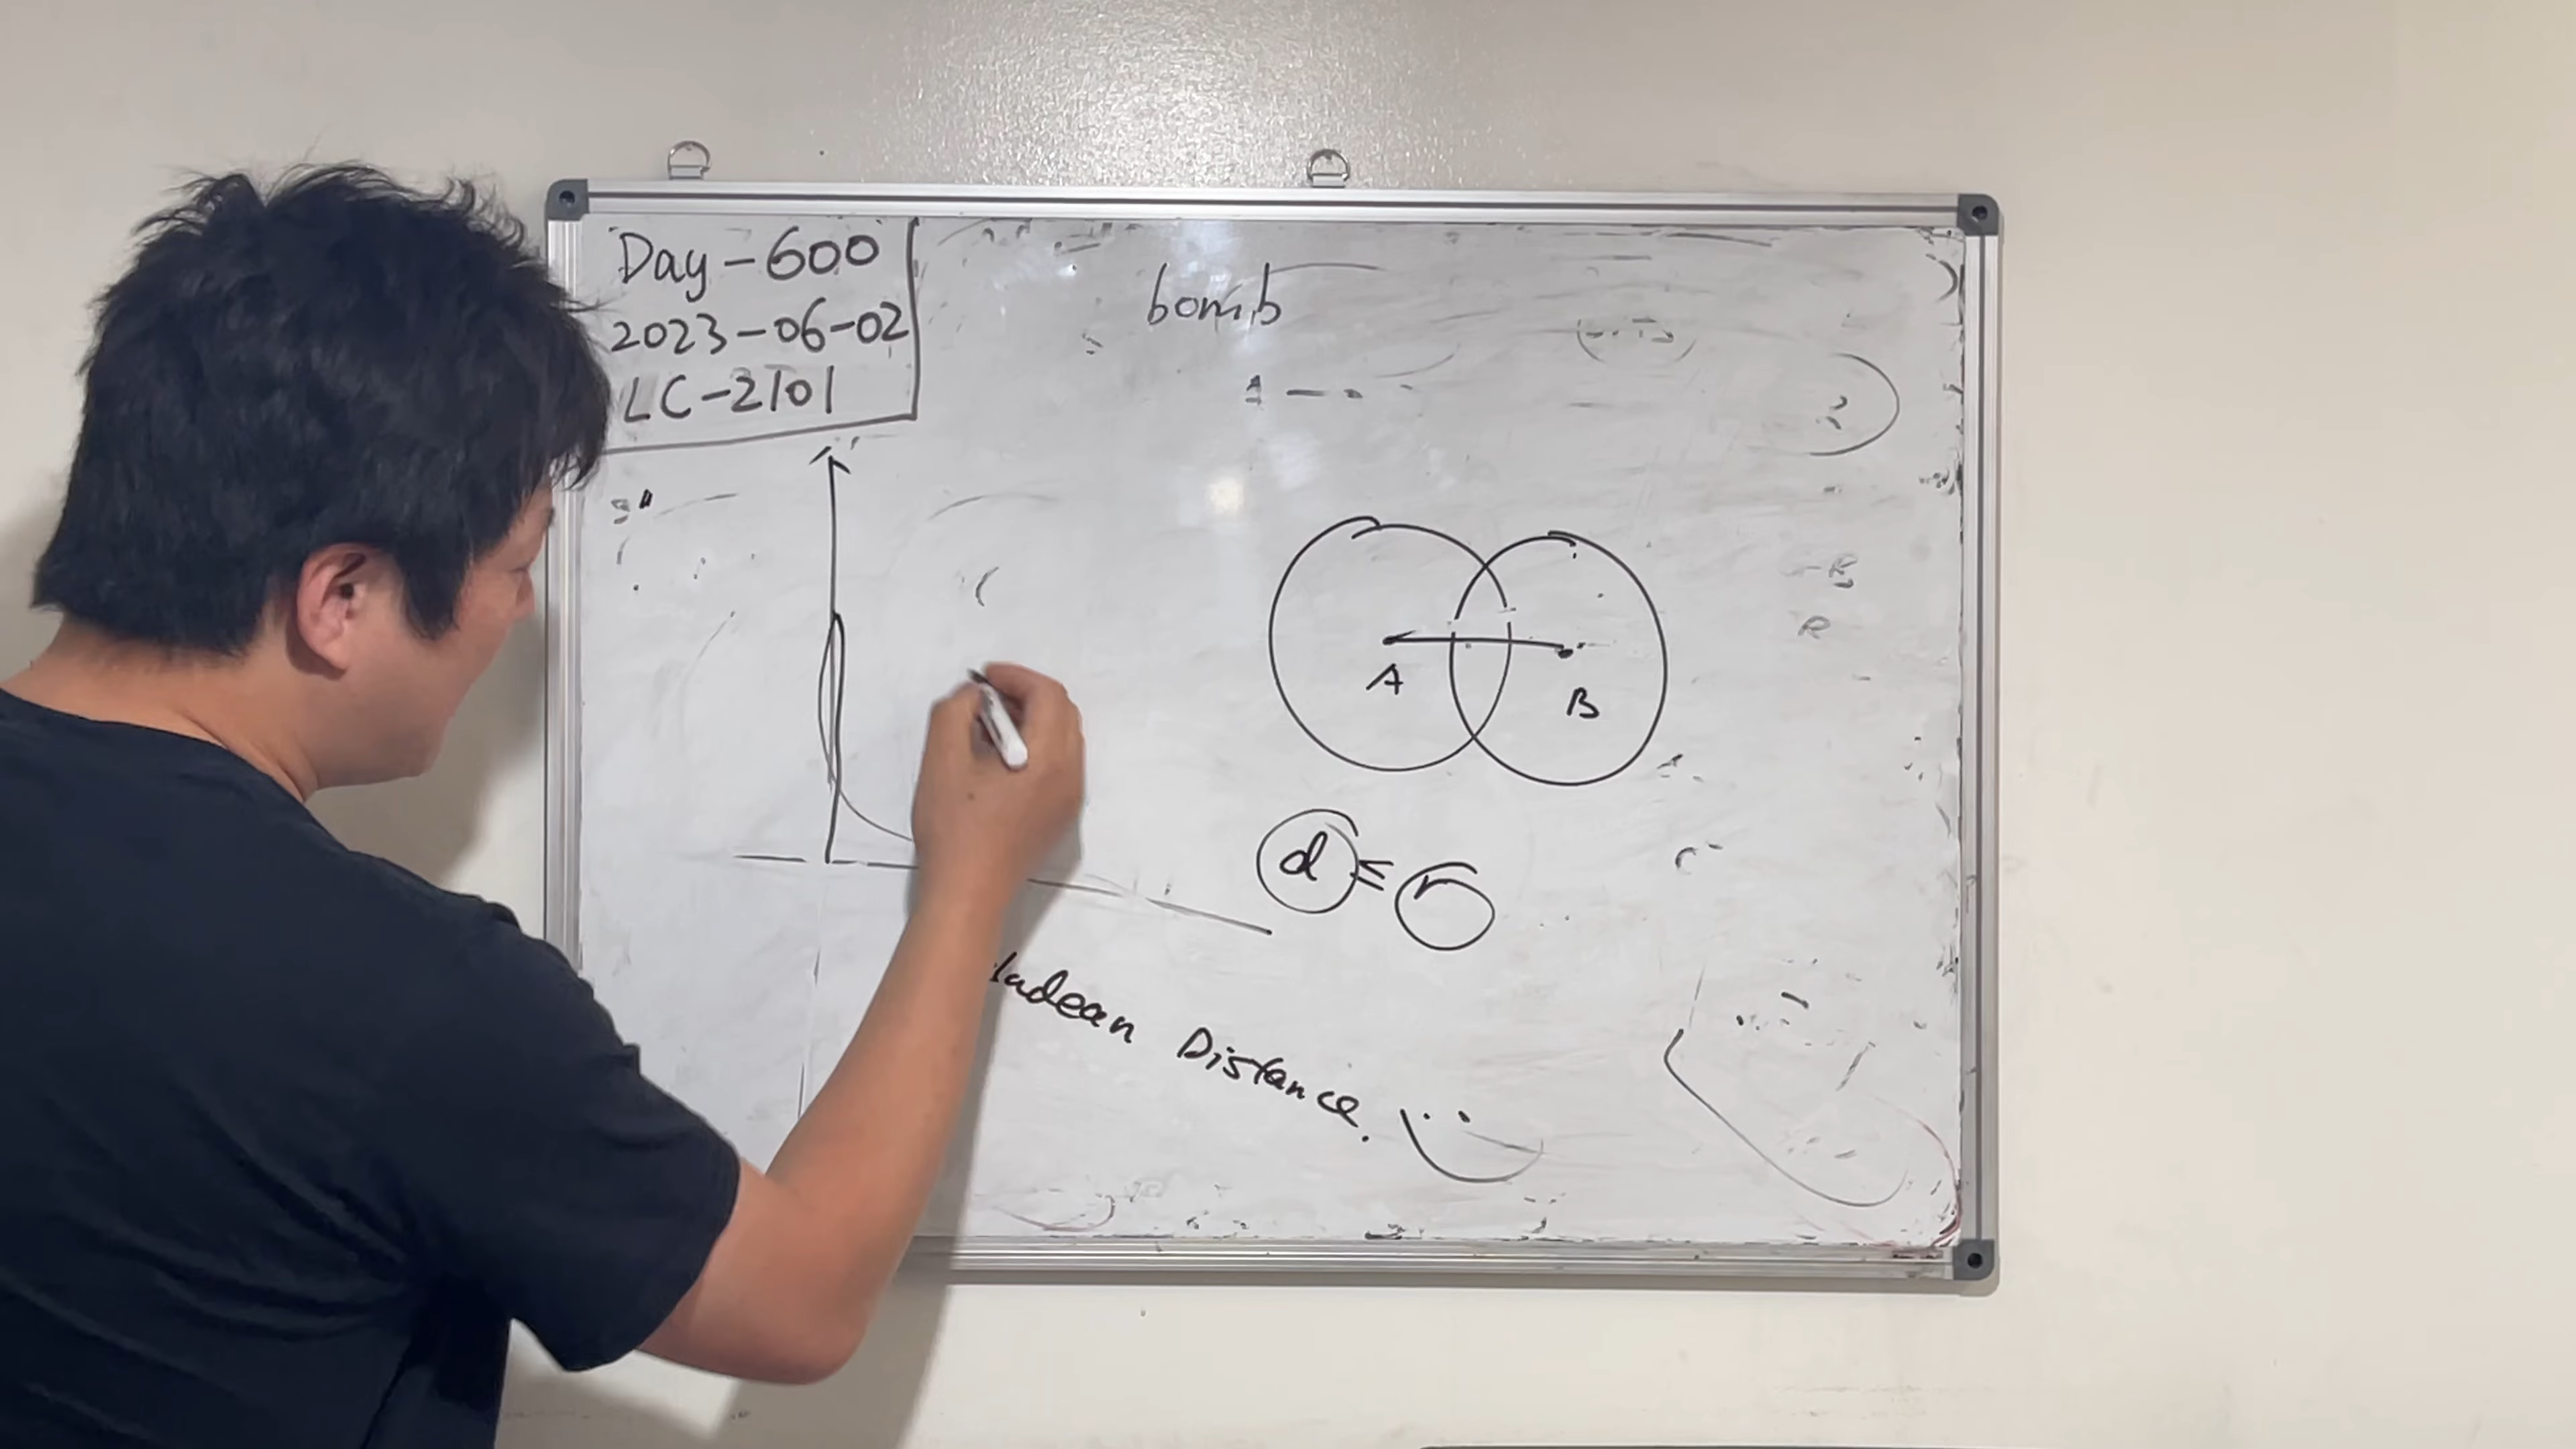 Day-600
2023-06-02
LC-2101
bomb
A
B
d ≤ r
Distance.